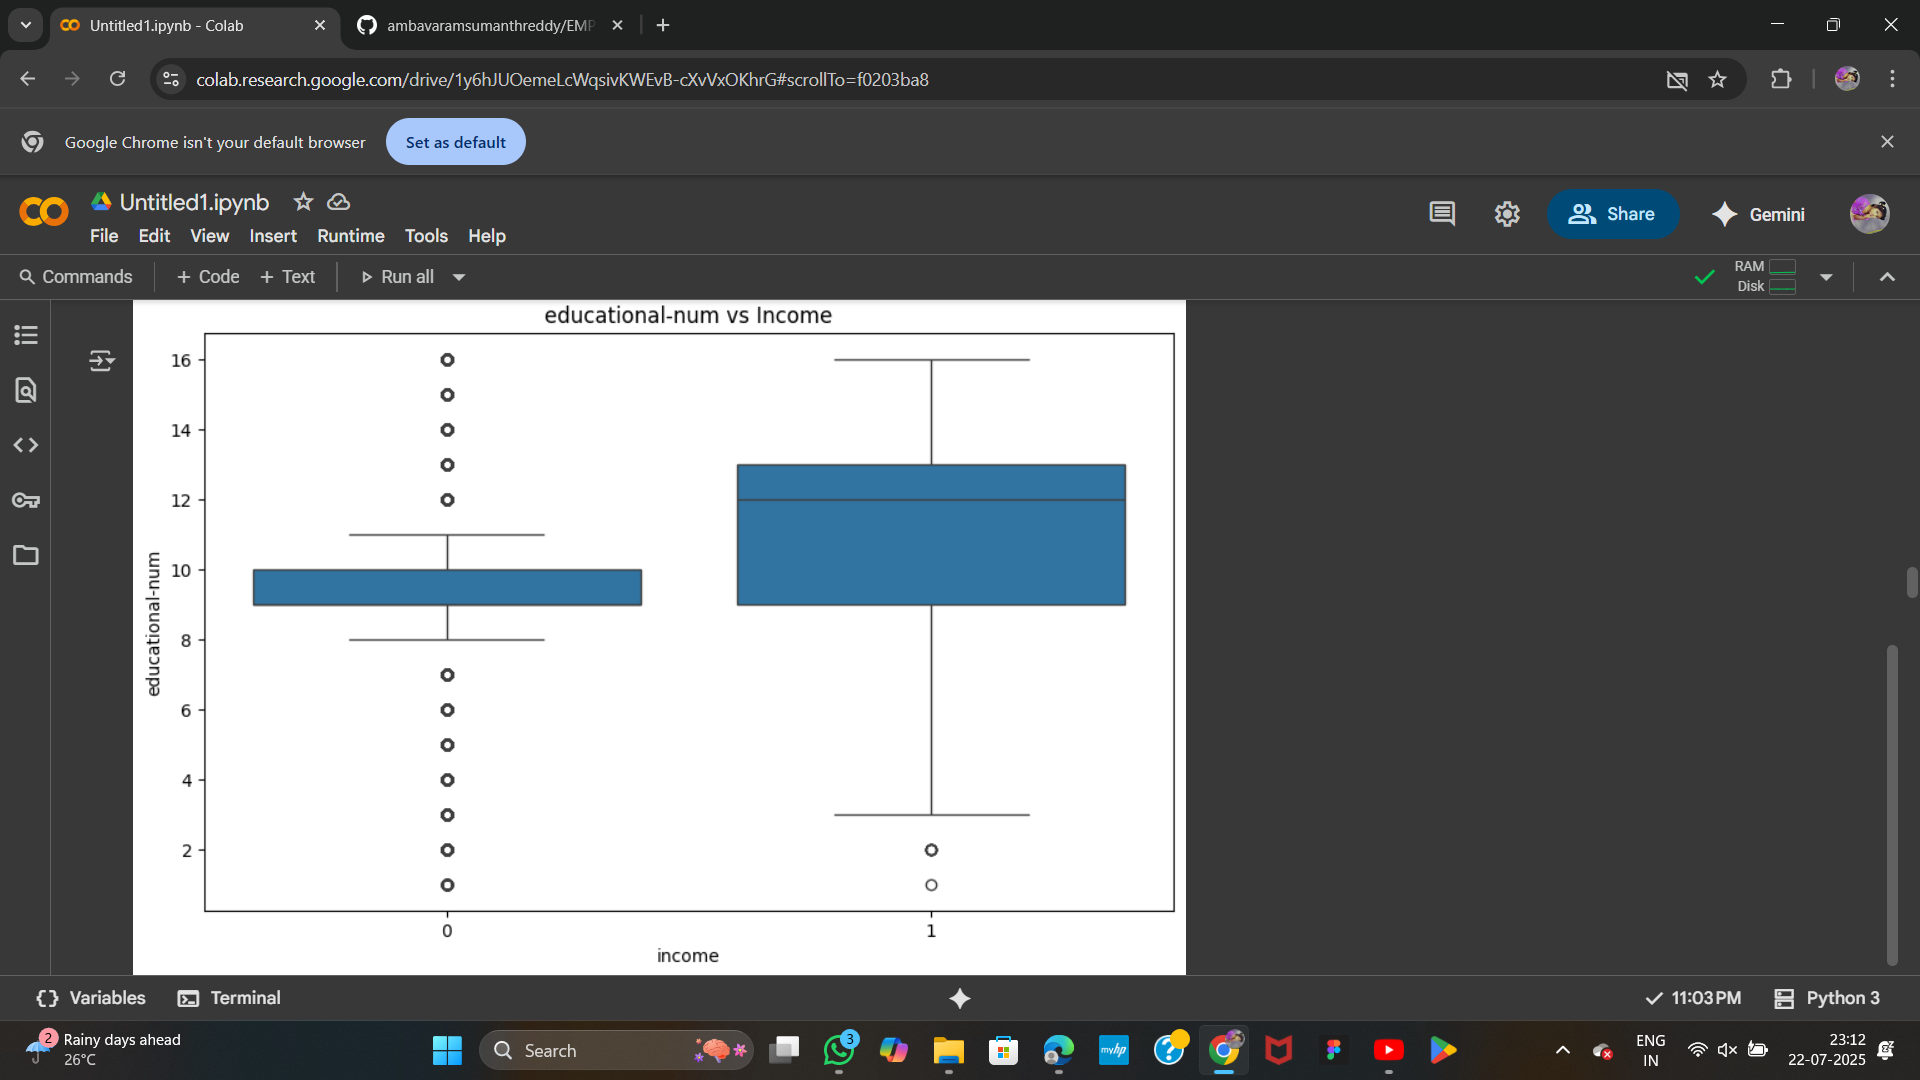 Untitled1.ipynb - Colab
ambavaramsumanthreddy/EMP
colab.research.google.com/drive/1y6hJUOemeLcWqsivKWEvB-cXvVxOKhrG#scrollTo=f0203ba8
Google Chrome isn't your default browser
Set as default
Untitled1.ipynb
File Edit View Insert Runtime Tools Help
Share
Gemini
Commands + Code + Text Run all
RAM
Disk
educational-num vs Income
16
14
12
10
8
6
4
2
educational-num
0 1
income
Variables Terminal
11:03 PM Python 3
2
Rainy days ahead
26°C
Search
3
myhp
ENG
IN
23:12
22-07-2025